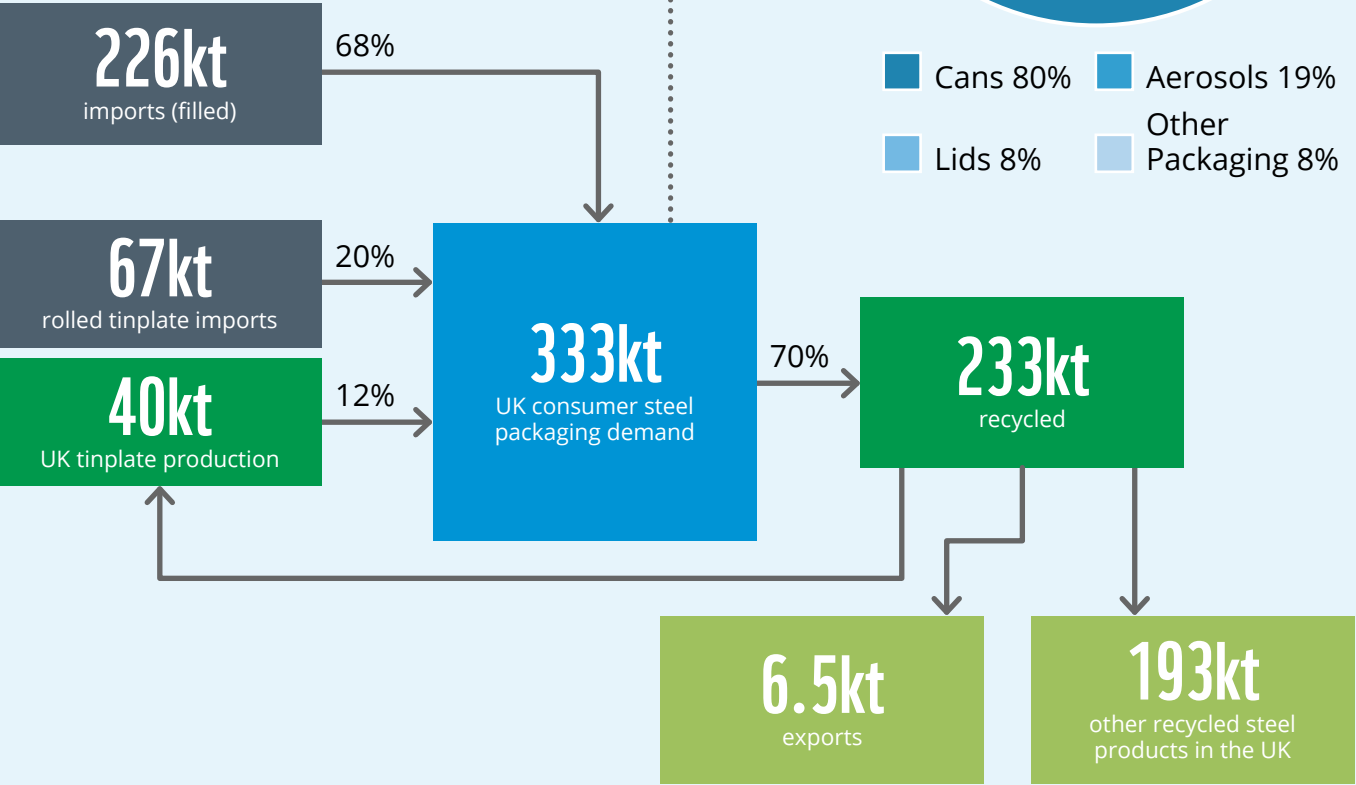 226kt
imports (filled)
68%
Cans 80%
Aerosols 19%
Lids 8%
Other
Packaging 8%
67kt
rolled tinplate imports
20%
40kt
UK tinplate production
12%
333kt
UK consumer steel
packaging demand
70%
233kt
recycled
6.5kt
exports
193kt
other recycled steel
products in the UK